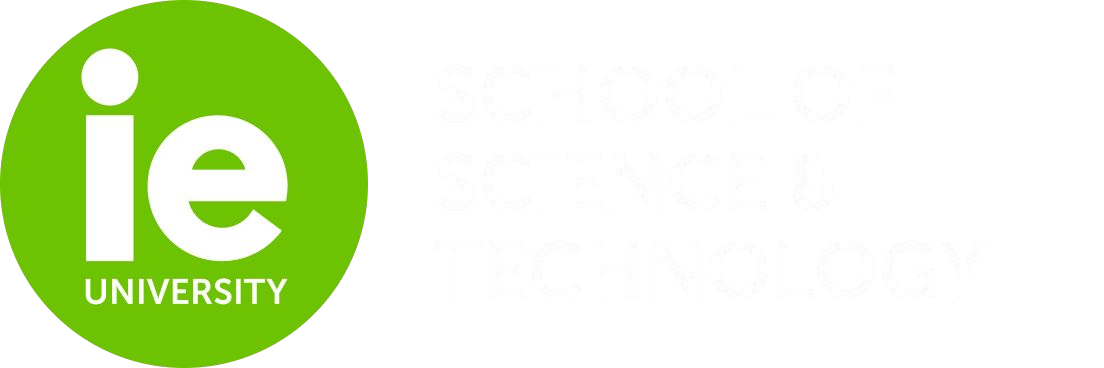 ie
UNIVERSITY
SCHOOL OF
SCIENCE &
TECHNOLOGY